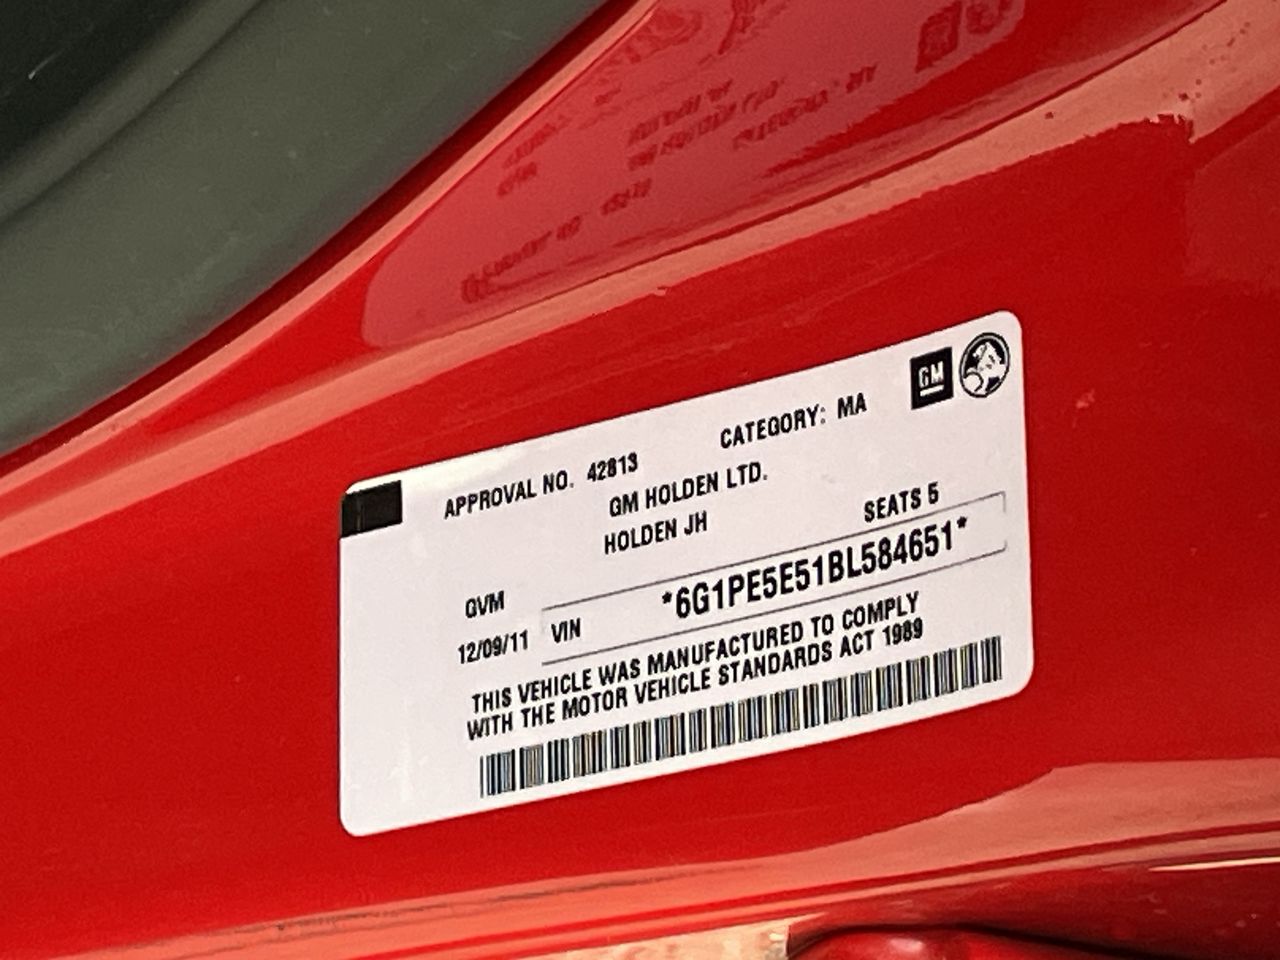 GM
APPROVAL NO. 42813 CATEGORY: MA
GM HOLDEN LTD.
HOLDEN JH SEATS 5
GVM
12/09/11 VIN *6G1PE5E51BL584651*
THIS VEHICLE WAS MANUFACTURED TO COMPLY
WITH THE MOTOR VEHICLE STANDARDS ACT 1989